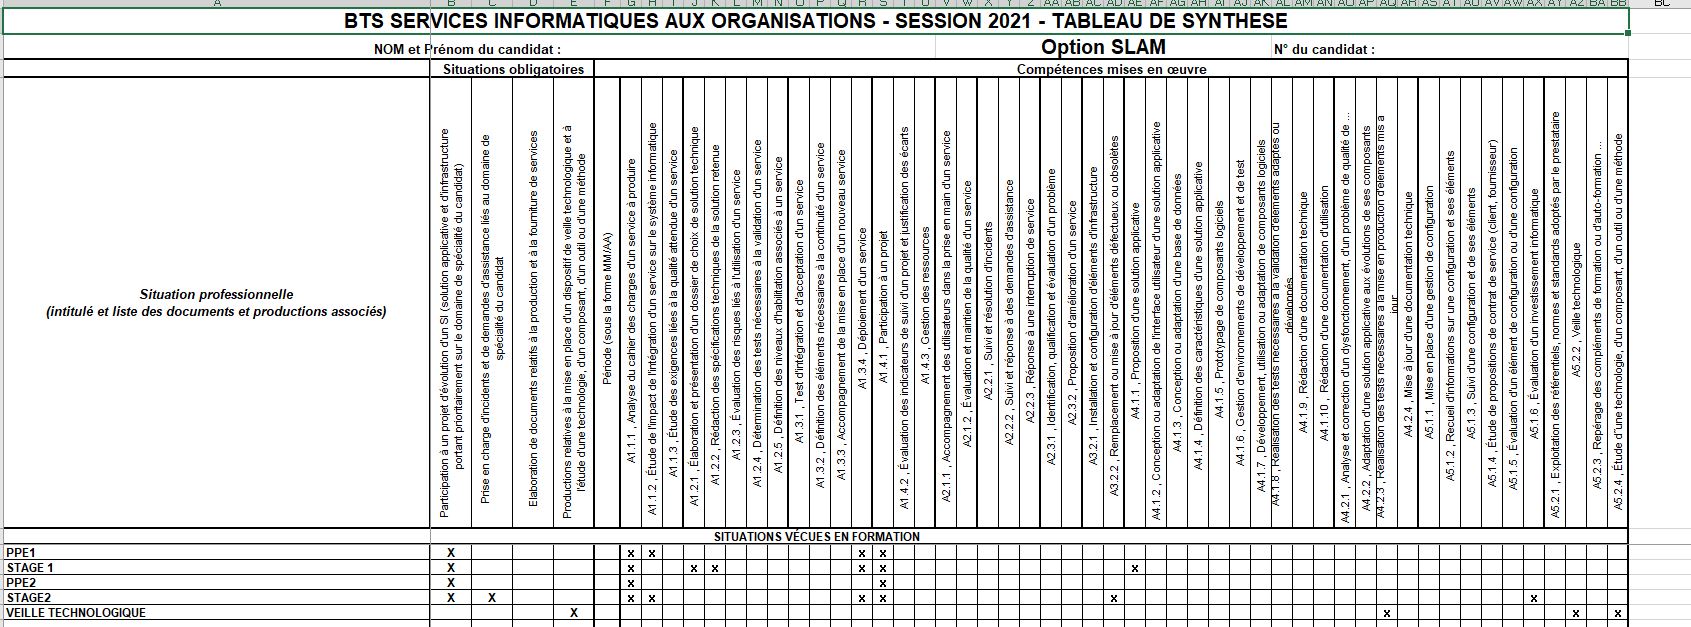 A B C D E F G H I J K L M N O P Q R S T U V W X Y Z AA AB AC AD AE AF AG AH AI AJ AK AL AM AN AO AP AQ AR AS AT AU AV AW AX AY AZ BA BB BC
BTS SERVICES INFORMATIQUES AUX ORGANISATIONS - SESSION 2021 - TABLEAU DE SYNTHESE
NOM et Prénom du candidat : Option SLAM N° du candidat :
Situations obligatoires Compétences mises en œuvre
Situation professionnelle
(intitulé et liste des documents et productions associés)
Participation à un projet d'évolution d'un SI (solution applicative et d'infrastructure
portant prioritairement sur le domaine de spécialité du candidat)
Prise en charge d'incidents et de demandes d'assistance liés au domaine de
spécialité du candidat
Elaboration de documents relatifs à la production et à la fourniture de services
Productions relatives à la mise en place d'un dispositif de veille technologique et à
l'étude d'une technologie, d'un composant, d'un outil ou d'une méthode
Période (sous la forme MM/AA)
A1.1.1 , Analyse du cahier des charges d'un service à produire
A1.1.2 , Étude de l'impact de l'intégration d'un service sur le système informatique
A1.1.3 , Étude des exigences liées à la qualité attendue d'un service
A1.2.1 , Élaboration et présentation d'un dossier de choix de solution technique
A1.2.2 , Rédaction des spécifications techniques de la solution retenue
A1.2.3 , Évaluation des risques liés à l'utilisation d'un service
A1.2.4 , Détermination des tests nécessaires à la validation d'un service
A1.2.5 , Définition des niveaux d'habilitation associés à un service
A1.3.1 , Test d'intégration et d'acceptation d'un service
A1.3.2 , Définition des éléments nécessaires à la continuité d'un service
A1.3.3 , Accompagnement de la mise en place d'un nouveau service
A1.3.4 , Déploiement d'un service
A1.4.1 , Participation à un projet
A1.4.2 , Évaluation des indicateurs de suivi d'un projet et justification des écarts
A1.4.3 , Gestion des ressources
A2.1.1 , Accompagnement des utilisateurs dans la prise en main d'un service
A2.1.2 , Évaluation et maintien de la qualité d'un service
A2.2.1 , Suivi et résolution d'incidents
A2.2.2 , Suivi et réponse à des demandes d'assistance
A2.2.3 , Réponse à une interruption de service
A2.3.1 , Identification, qualification et évaluation d'un problème
A2.3.2 , Proposition d'amélioration d'un service
A3.2.1 , Installation et configuration d'éléments d'infrastructure
A3.2.2 , Remplacement ou mise à jour d'éléments défectueux ou obsolètes
A4.1.1 , Proposition d'une solution applicative
A4.1.2 , Conception ou adaptation de l'interface utilisateur d'une solution applicative
A4.1.3 , Conception ou adaptation d'une base de données
A4.1.4 , Définition des caractéristiques d'une solution applicative
A4.1.5 , Prototypage de composants logiciels
A4.1.6 , Gestion d'environnements de développement et de test
A4.1.7 , Développement, utilisation ou adaptation de composants logiciels
A4.1.8 , Réalisation des tests nécessaires à la validation d'éléments adaptés ou
développés
A4.1.9 , Rédaction d'une documentation technique
A4.1.10 , Rédaction d'une documentation d'utilisation
A4.2.1 , Analyse et correction d'un dysfonctionnement, d'un problème de qualité de ...
A4.2.2 , Adaptation d'une solution applicative aux évolutions de ses composants
A4.2.3 , Réalisation des tests nécessaires à la mise en production d'éléments mis à
jour
A4.2.4 , Mise à jour d'une documentation technique
A5.1.1 , Mise en place d'une gestion de configuration
A5.1.2 , Recueil d'informations sur une configuration et ses éléments
A5.1.3 , Suivi d'une configuration et de ses éléments
A5.1.4 , Étude de propositions de contrat de service (client, fournisseur)
A5.1.5 , Évaluation d'un élément de configuration ou d'une configuration
A5.1.6 , Évaluation d'un investissement informatique
A5.2.1 , Exploitation des référentiels, normes et standards adoptés par le prestataire
A5.2.2 , Veille technologique
A5.2.3 , Repérage des compléments de formation ou d'auto-formation ...
A5.2.4 , Étude d'une technologie, d'un composant, d'un outil ou d'une méthode
SITUATIONS VÉCUES EN FORMATION
PPE1 X x x x x
STAGE 1 X x x x x x x
PPE2 X x x
STAGE2 X X x x x x x x
VEILLE TECHNOLOGIQUE X x x x